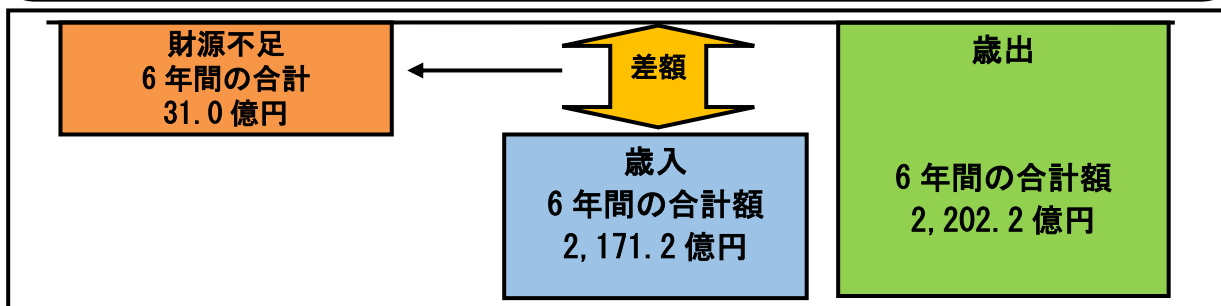 財源不足
6 年間の合計
31.0 億円
差額
歳入
6 年間の合計額
2,171.2 億円
歳出
6 年間の合計額
2,202.2 億円